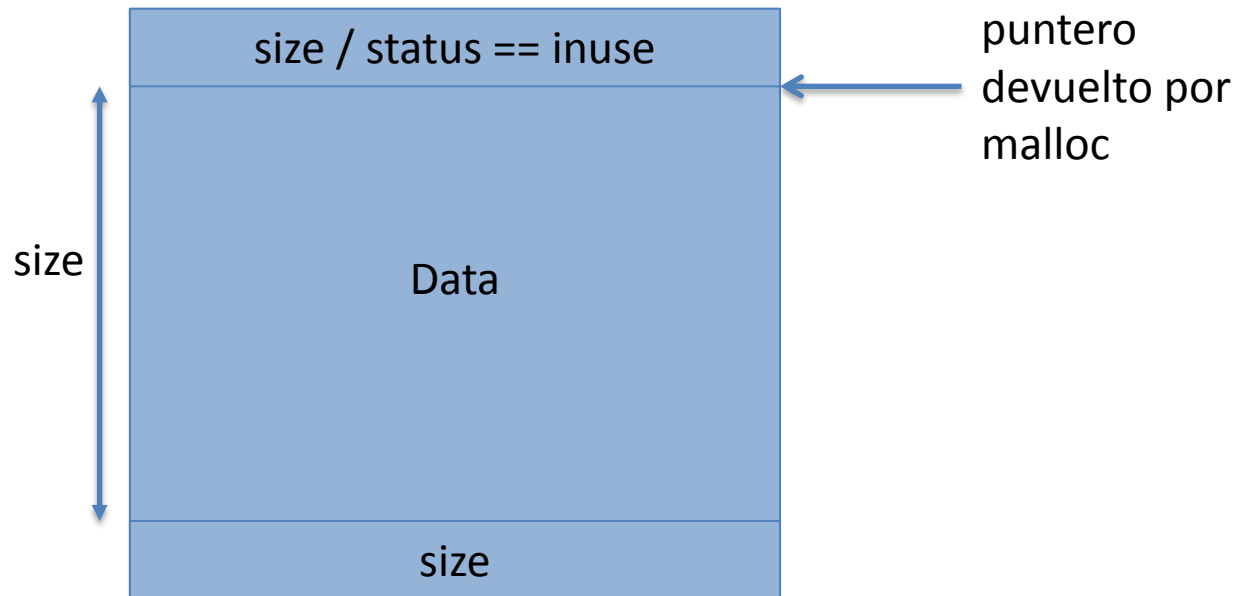 size / status == inuse
puntero
devuelto por
malloc
size
Data
size